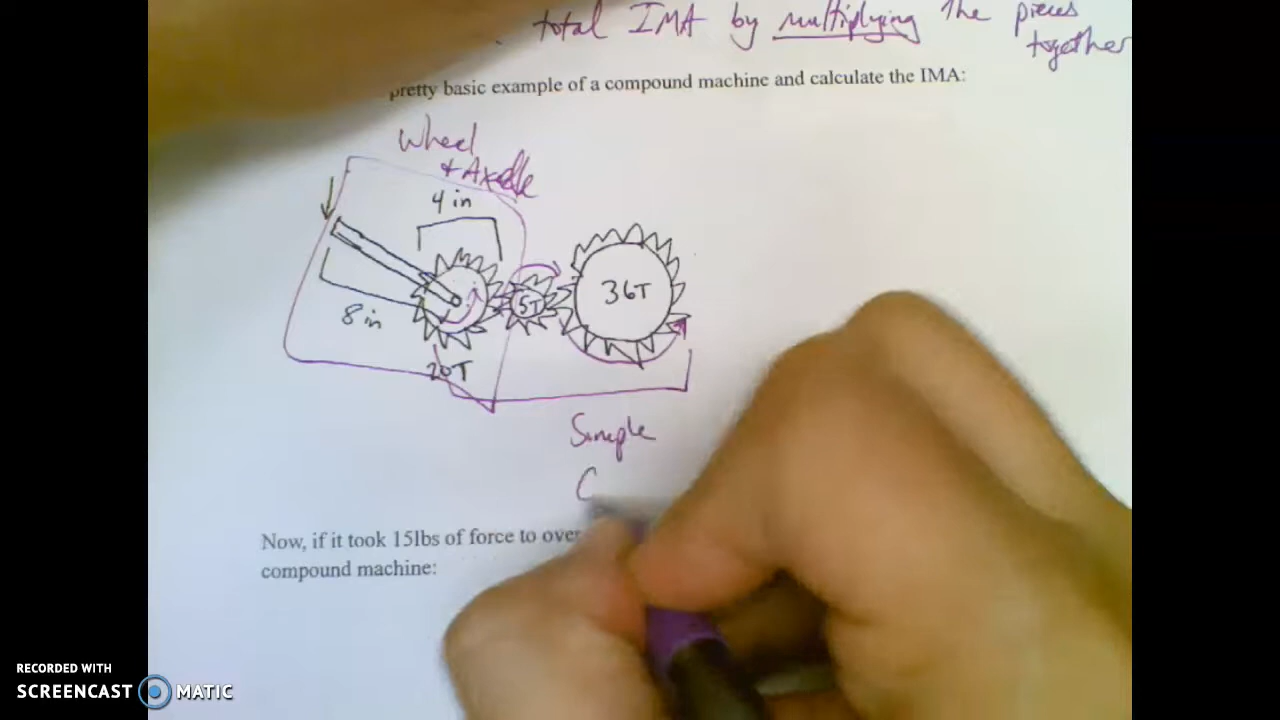 total IMA by multiplying the pieces
together
pretty basic example of a compound machine and calculate the IMA:
Wheel
+ Axelle
4 in
8 in
5T
36T
20T
Simple
C
Now, if it took 15lbs of force to over
compound machine:
RECORDED WITH
SCREENCAST MATIC